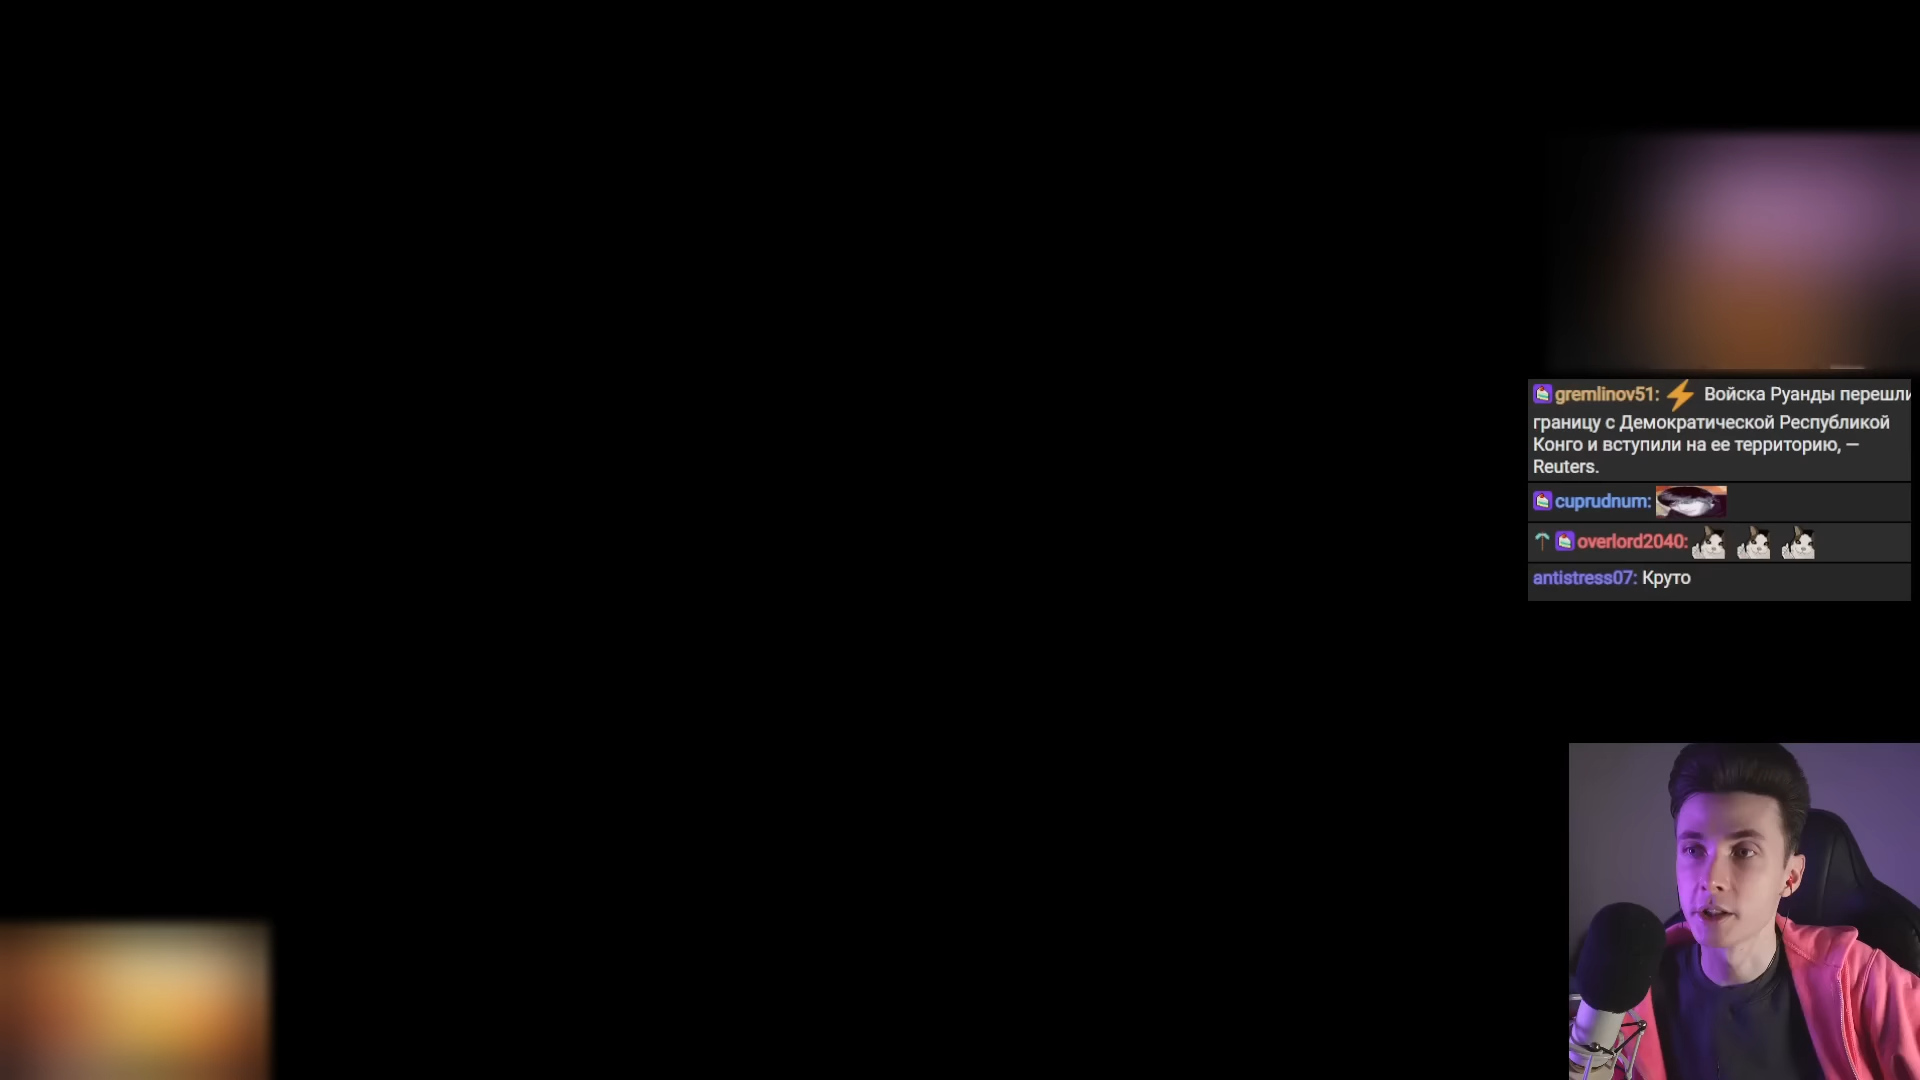 gremlinov51: ⚡ Войска Руанды перешли
границу с Демократической Республикой
Конго и вступили на ее территорию, —
Reuters.
cuprudnum:
overlord2040:
antistress07: Круто